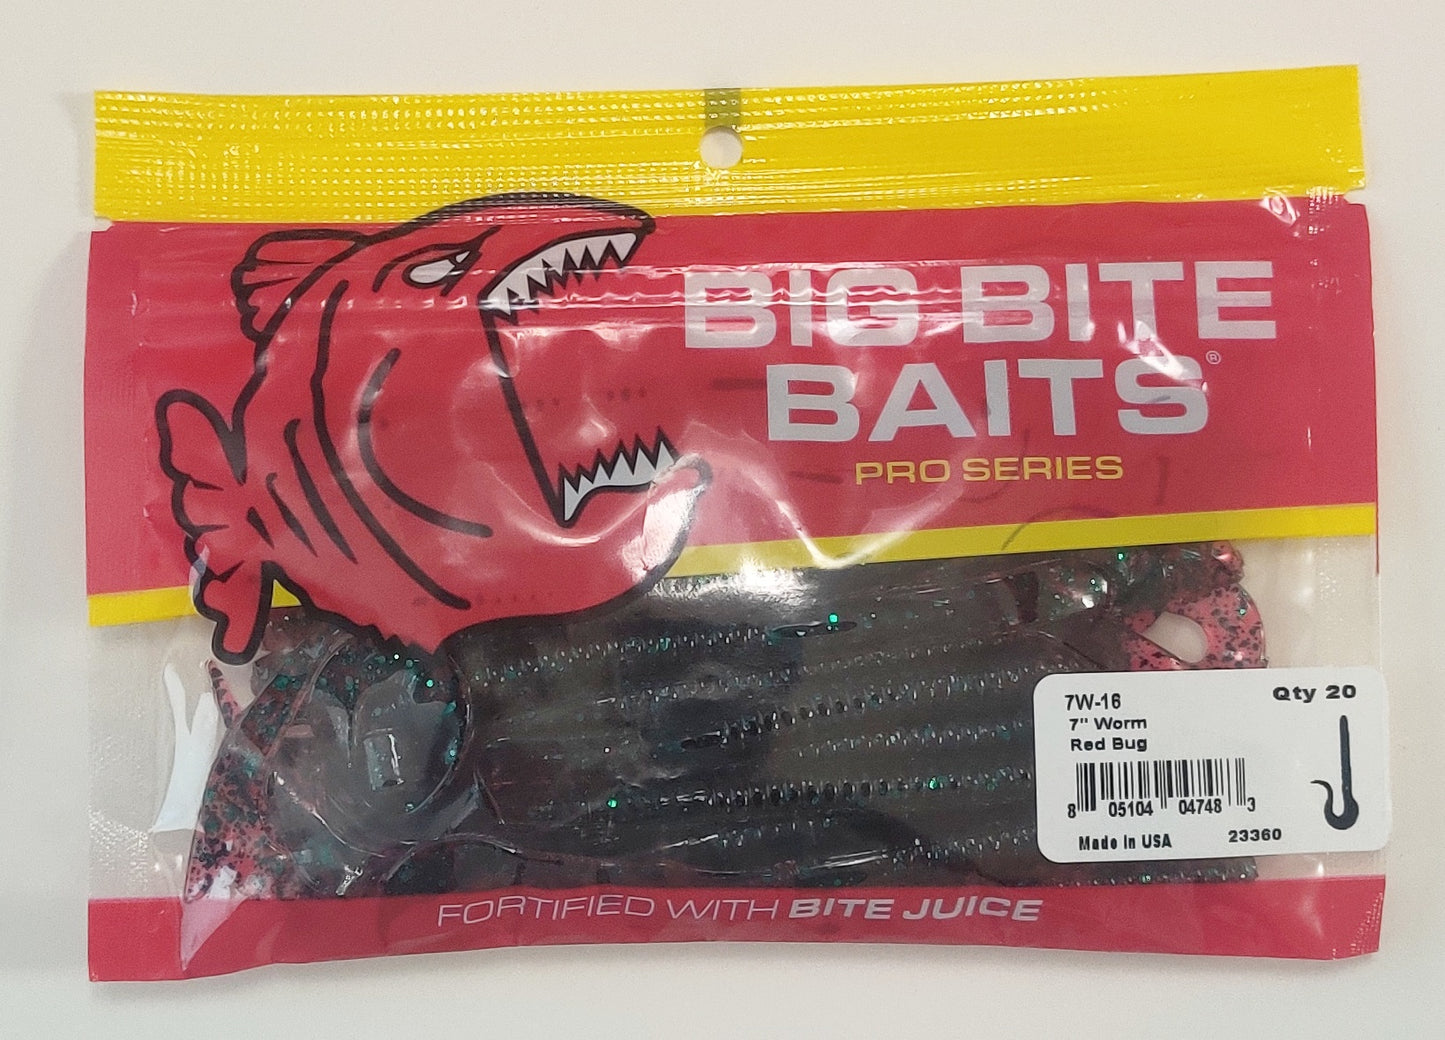 BIG BITE
BAITS®
PRO SERIES
7W-16 Qty 20
7" Worm
Red Bug
8 05104 04748 3
Made in USA 23360
FORTIFIED WITH BITE JUICE